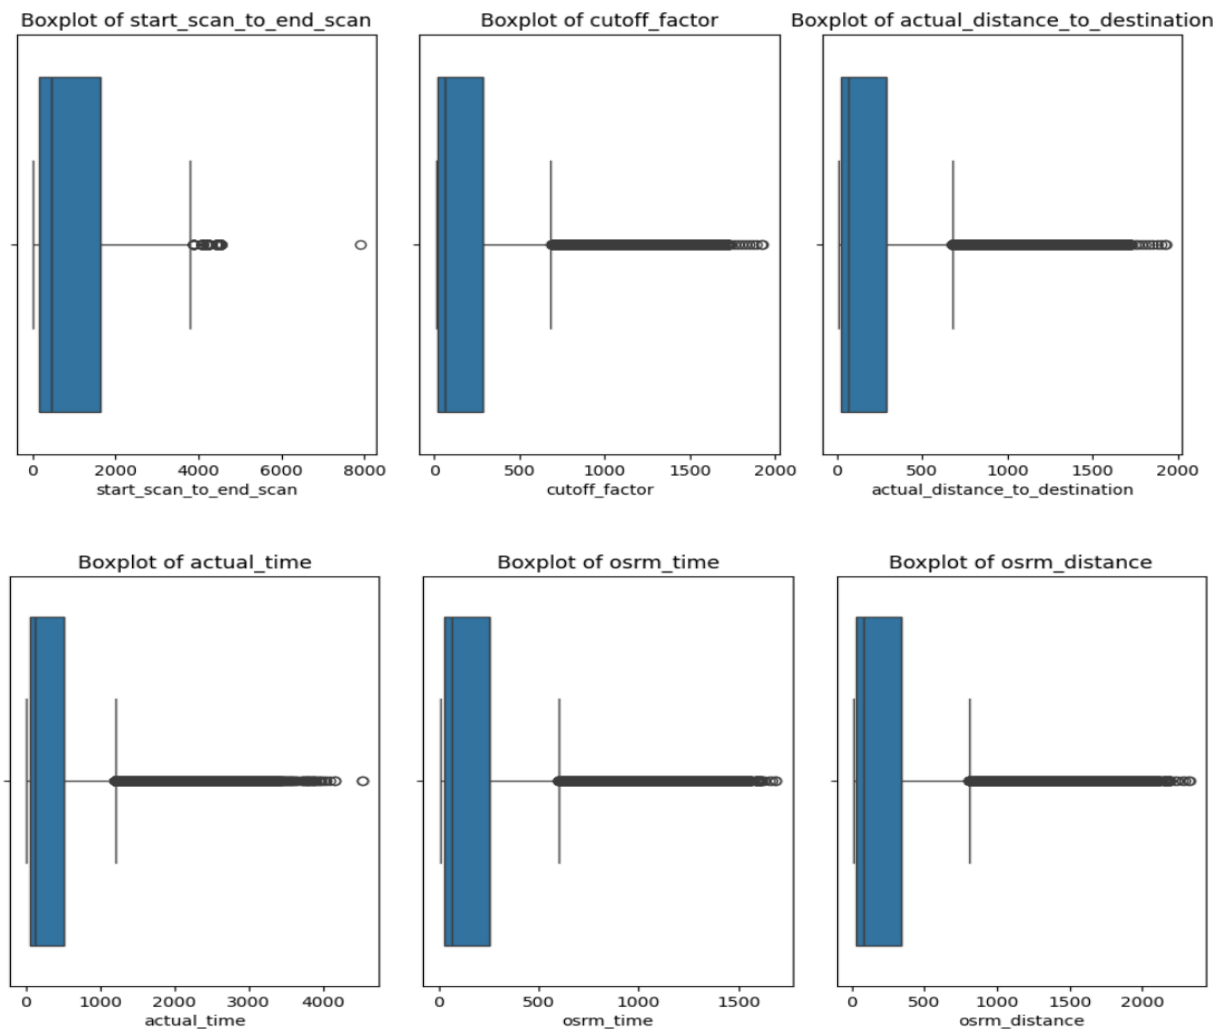 Boxplot of start_scan_to_end_scan
Boxplot of cutoff_factor
Boxplot of actual_distance_to_destination
0 2000 4000 6000 8000
0 500 1000 1500 2000
0 500 1000 1500 2000
start_scan_to_end_scan
cutoff_factor
actual_distance_to_destination
Boxplot of actual_time
Boxplot of osrm_time
Boxplot of osrm_distance
0 1000 2000 3000 4000
0 500 1000 1500
0 500 1000 1500 2000
actual_time
osrm_time
osrm_distance